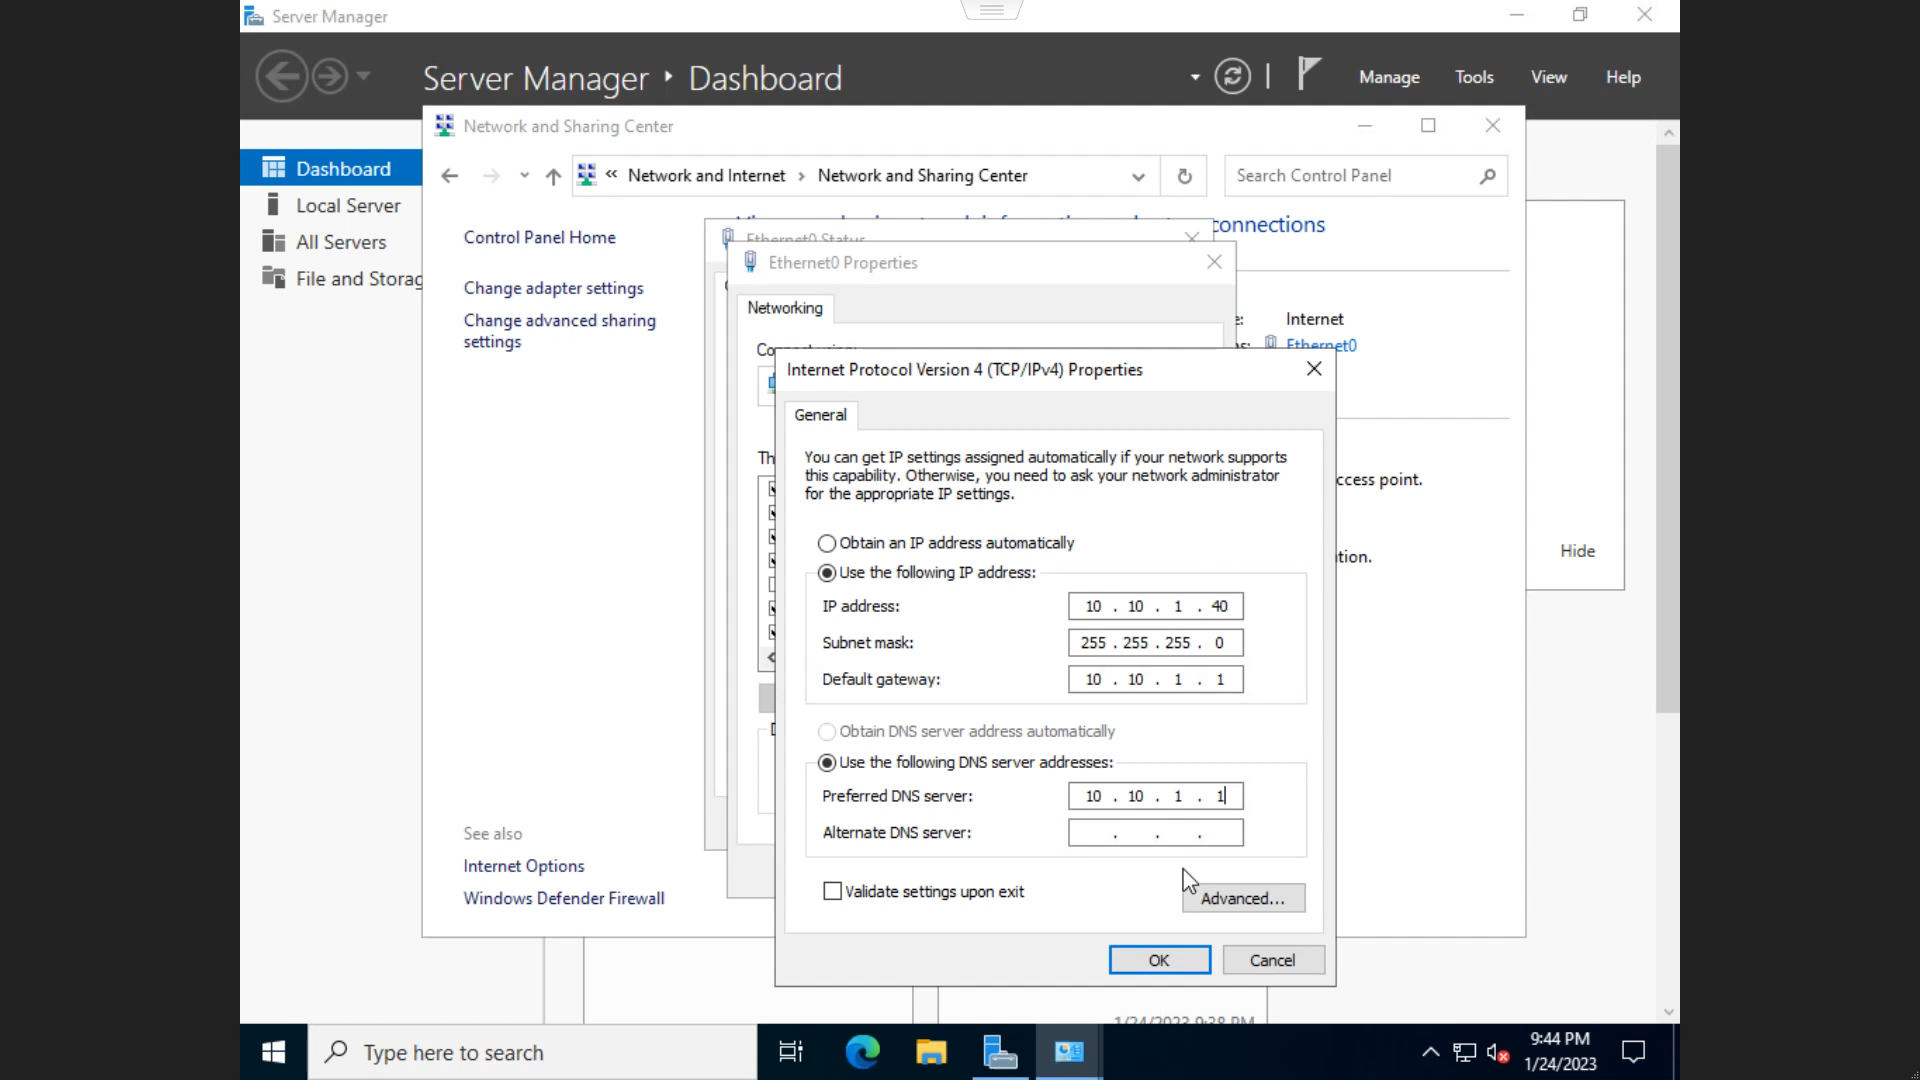 Server Manager
Server Manager ‣ Dashboard
Manage
Tools
View
Help
Network and Sharing Center
Dashboard
Local Server
All Servers
File and Storag
« Network and Internet › Network and Sharing Center
Search Control Panel
Control Panel Home
Change adapter settings
Change advanced sharing
settings
connections
Ethernet0 Status
Ethernet0 Properties
Networking
Internet
Ethernet0
Internet Protocol Version 4 (TCP/IPv4) Properties
General
You can get IP settings assigned automatically if your network supports
this capability. Otherwise, you need to ask your network administrator
for the appropriate IP settings.
ccess point.
Obtain an IP address automatically
Hide
tion.
Use the following IP address:
IP address:
10 . 10 . 1 . 40
Subnet mask:
255 . 255 . 255 . 0
Default gateway:
10 . 10 . 1 . 1
Obtain DNS server address automatically
Use the following DNS server addresses:
Preferred DNS server:
10 . 10 . 1 . 1
Alternate DNS server:
. . .
Validate settings upon exit
Advanced...
OK
Cancel
See also
Internet Options
Windows Defender Firewall
1/24/2023 9:38 PM
Type here to search
9:44 PM
1/24/2023